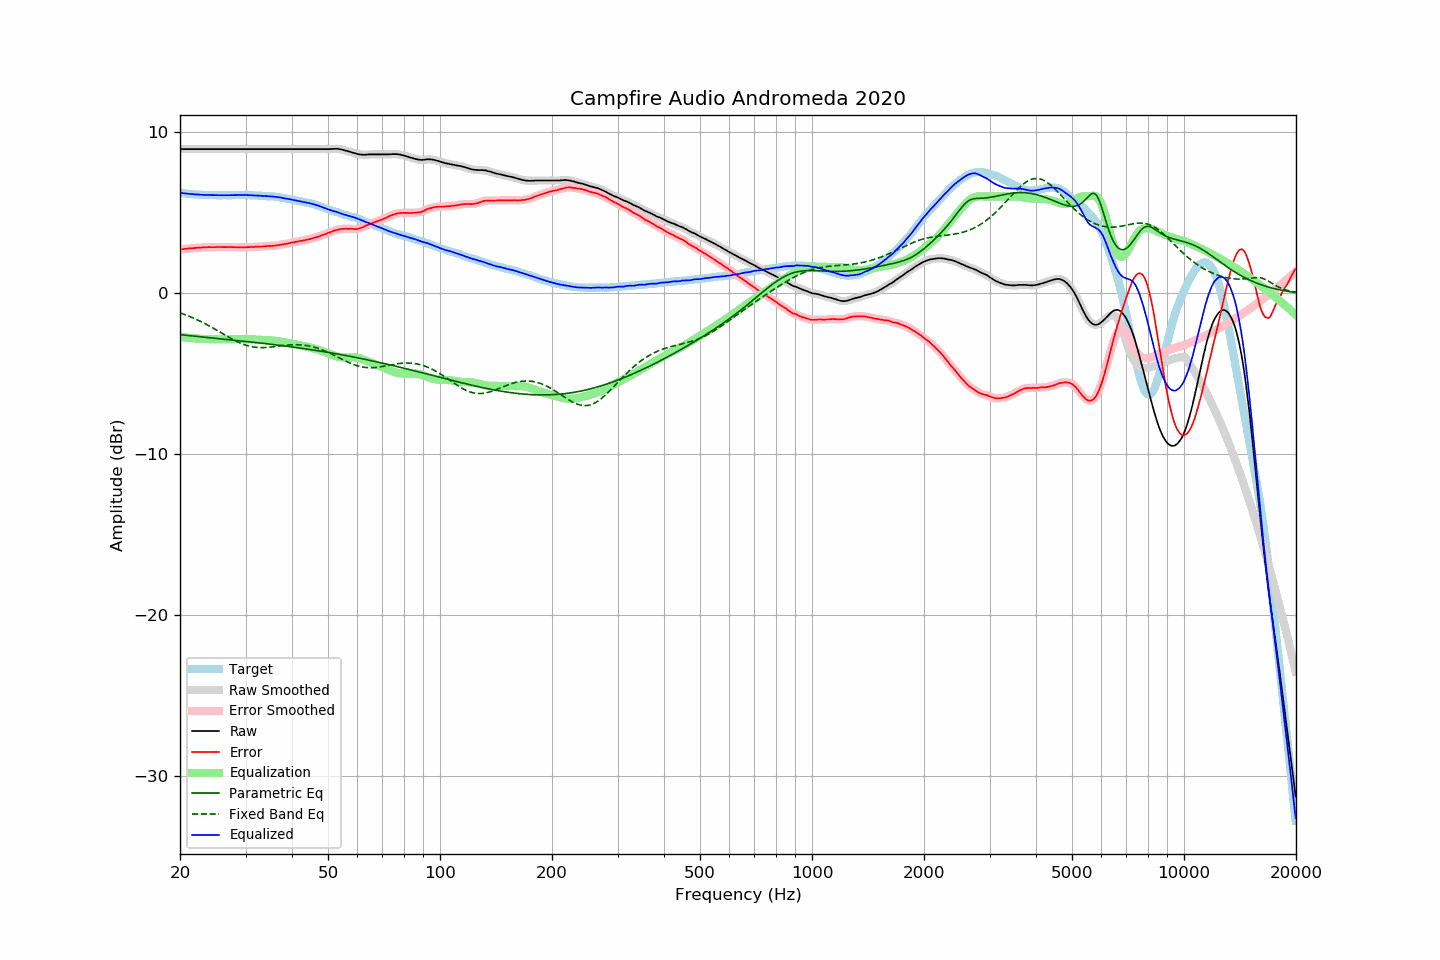 Campfire Audio Andromeda 2020
10
0
−10
−20
−30
Amplitude (dBr)
Target
Raw Smoothed
Error Smoothed
Raw
Error
Equalization
Parametric Eq
Fixed Band Eq
Equalized
20 50 100 200 500 1000 2000 5000 10000 20000
Frequency (Hz)